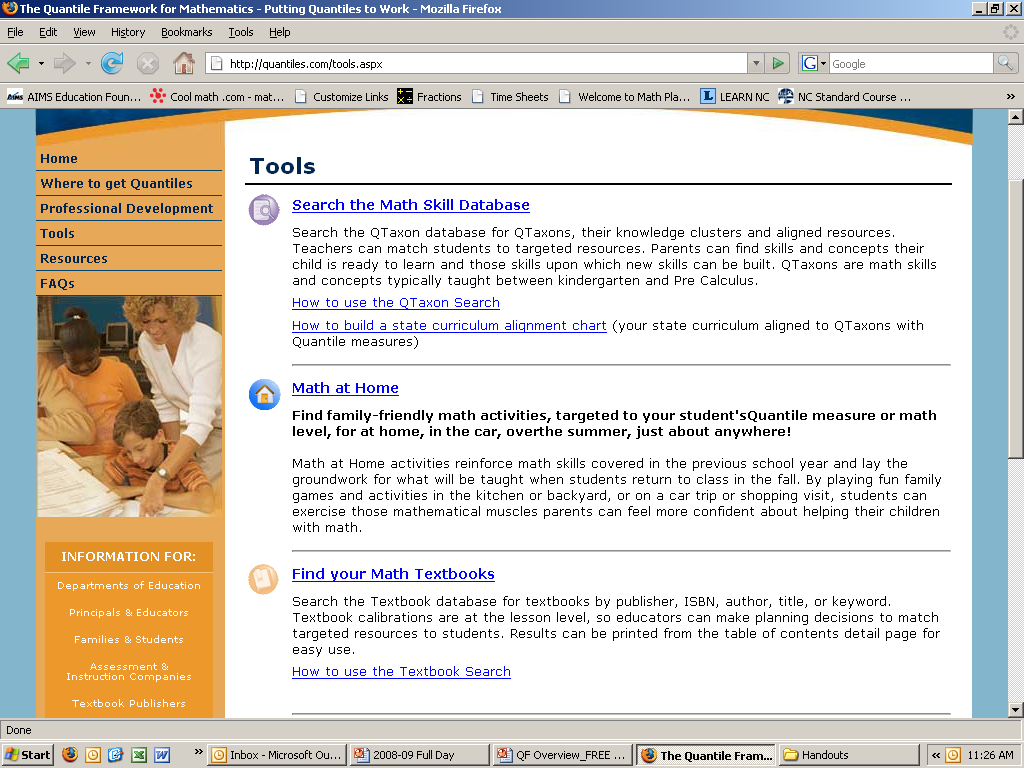 The Quantile Framework for Mathematics - Putting Quantiles to Work - Mozilla Firefox
File Edit View History Bookmarks Tools Help
http://quantiles.com/tools.aspx
G Google
AIMS AIMS Education Foun... Cool math .com - mat... Customize Links Fractions Time Sheets Welcome to Math Pla... L LEARN NC NC Standard Course ... »
Home
Where to get Quantiles
Professional Development
Tools
Resources
FAQs
INFORMATION FOR:
Departments of Education
Principals & Educators
Families & Students
Assessment &
Instruction Companies
Textbook Publishers
Tools
Search the Math Skill Database
Search the QTaxon database for QTaxons, their knowledge clusters and aligned resources.
Teachers can match students to targeted resources. Parents can find skills and concepts their
child is ready to learn and those skills upon which new skills can be built. QTaxons are math skills
and concepts typically taught between kindergarten and Pre Calculus.
How to use the QTaxon Search
How to build a state curriculum alignment chart (your state curriculum aligned to QTaxons with
Quantile measures)
Math at Home
Find family-friendly math activities, targeted to your student'sQuantile measure or math
level, for at home, in the car, overthe summer, just about anywhere!
Math at Home activities reinforce math skills covered in the previous school year and lay the
groundwork for what will be taught when students return to class in the fall. By playing fun family
games and activities in the kitchen or backyard, or on a car trip or shopping visit, students can
exercise those mathematical muscles parents can feel more confident about helping their children
with math.
Find your Math Textbooks
Search the Textbook database for textbooks by publisher, ISBN, author, title, or keyword.
Textbook calibrations are at the lesson level, so educators can make planning decisions to match
targeted resources to students. Results can be printed from the table of contents detail page for
easy use.
How to use the Textbook Search
Done
Start » Inbox - Microsoft Ou... 2008-09 Full Day QF Overview_FREE ... The Quantile Fram... Handouts « 11:26 AM